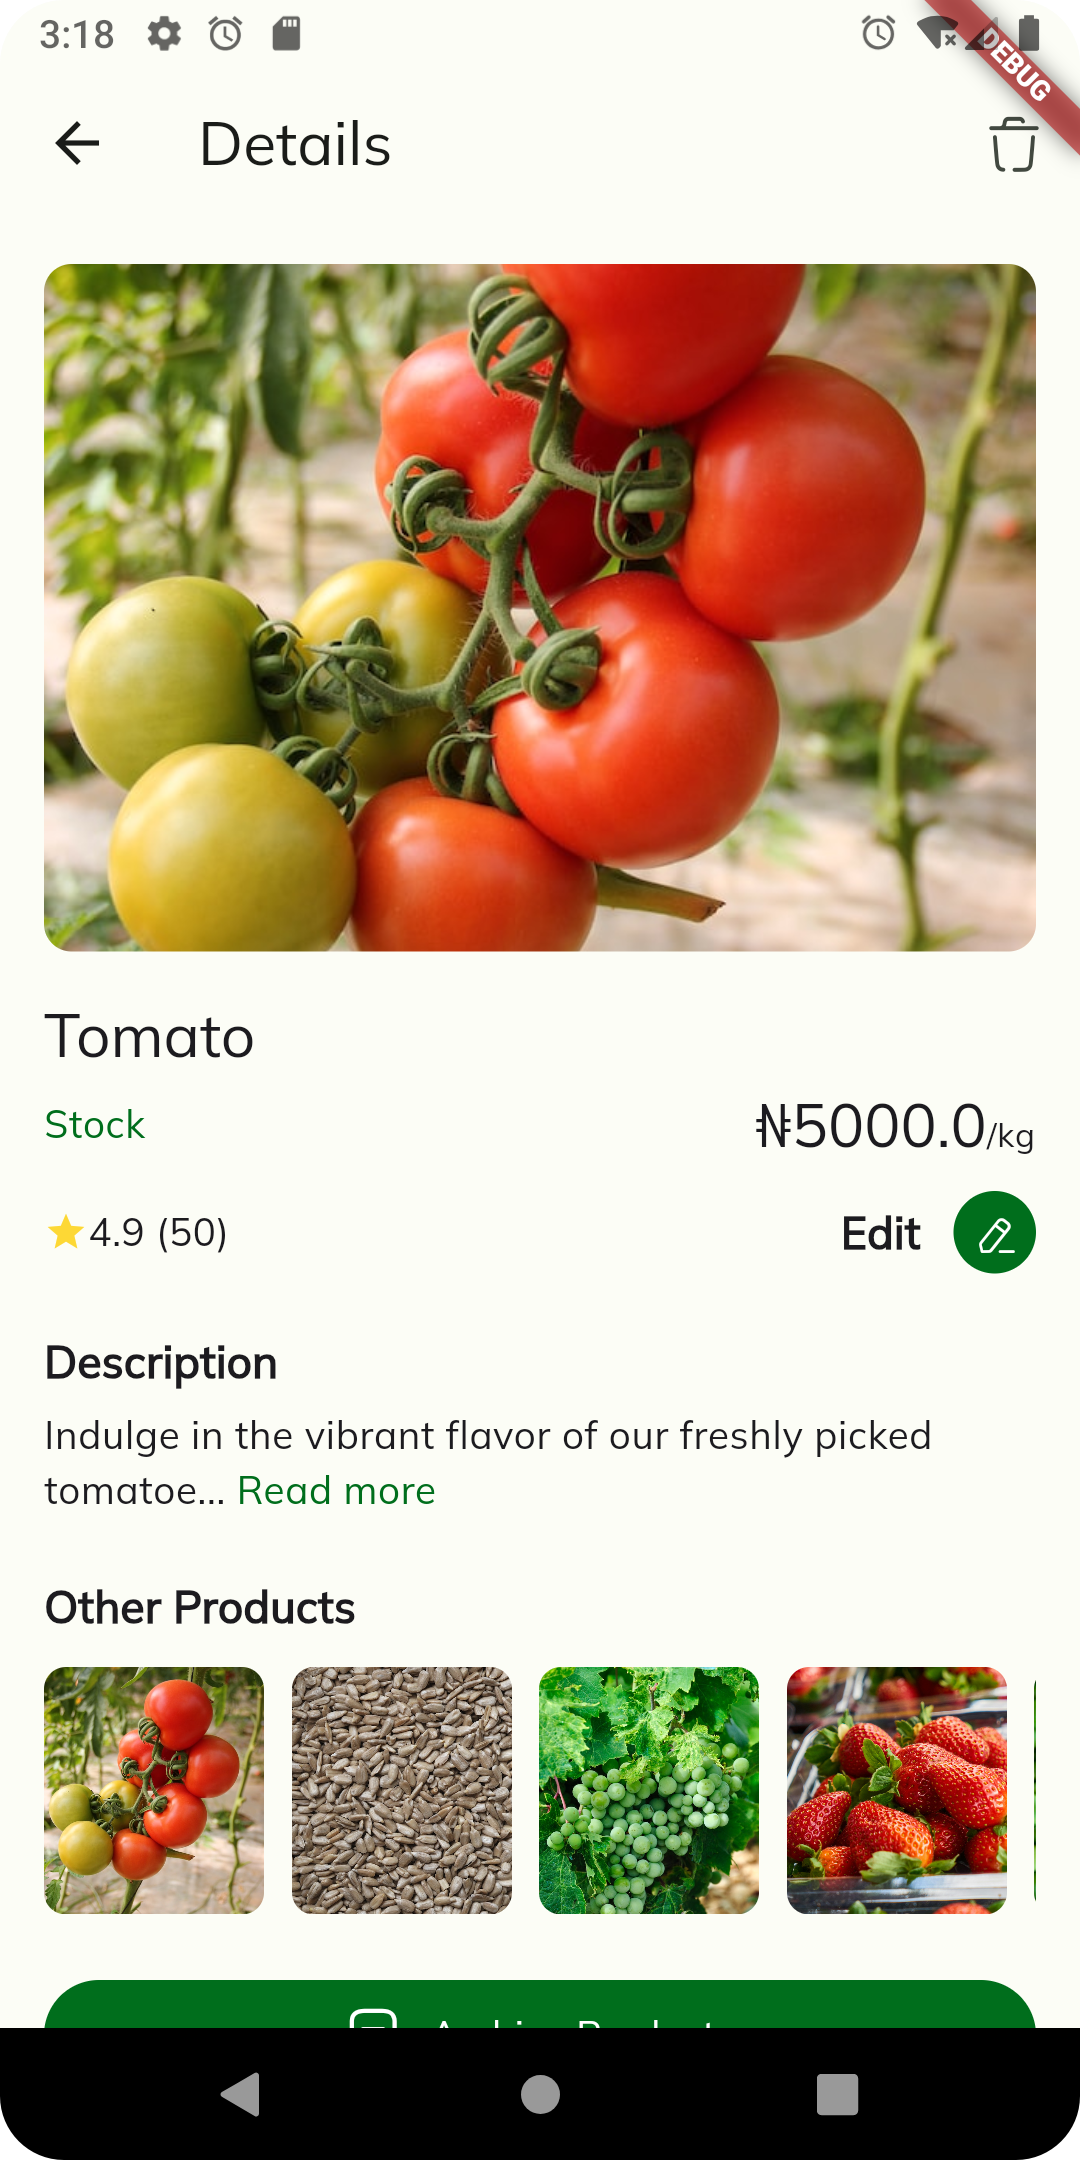 3:18
DEBUG
Details
Tomato
Stock
₦5000.0/kg
4.9 (50)
Edit
Description
Indulge in the vibrant flavor of our freshly picked
tomatoe... Read more
Other Products